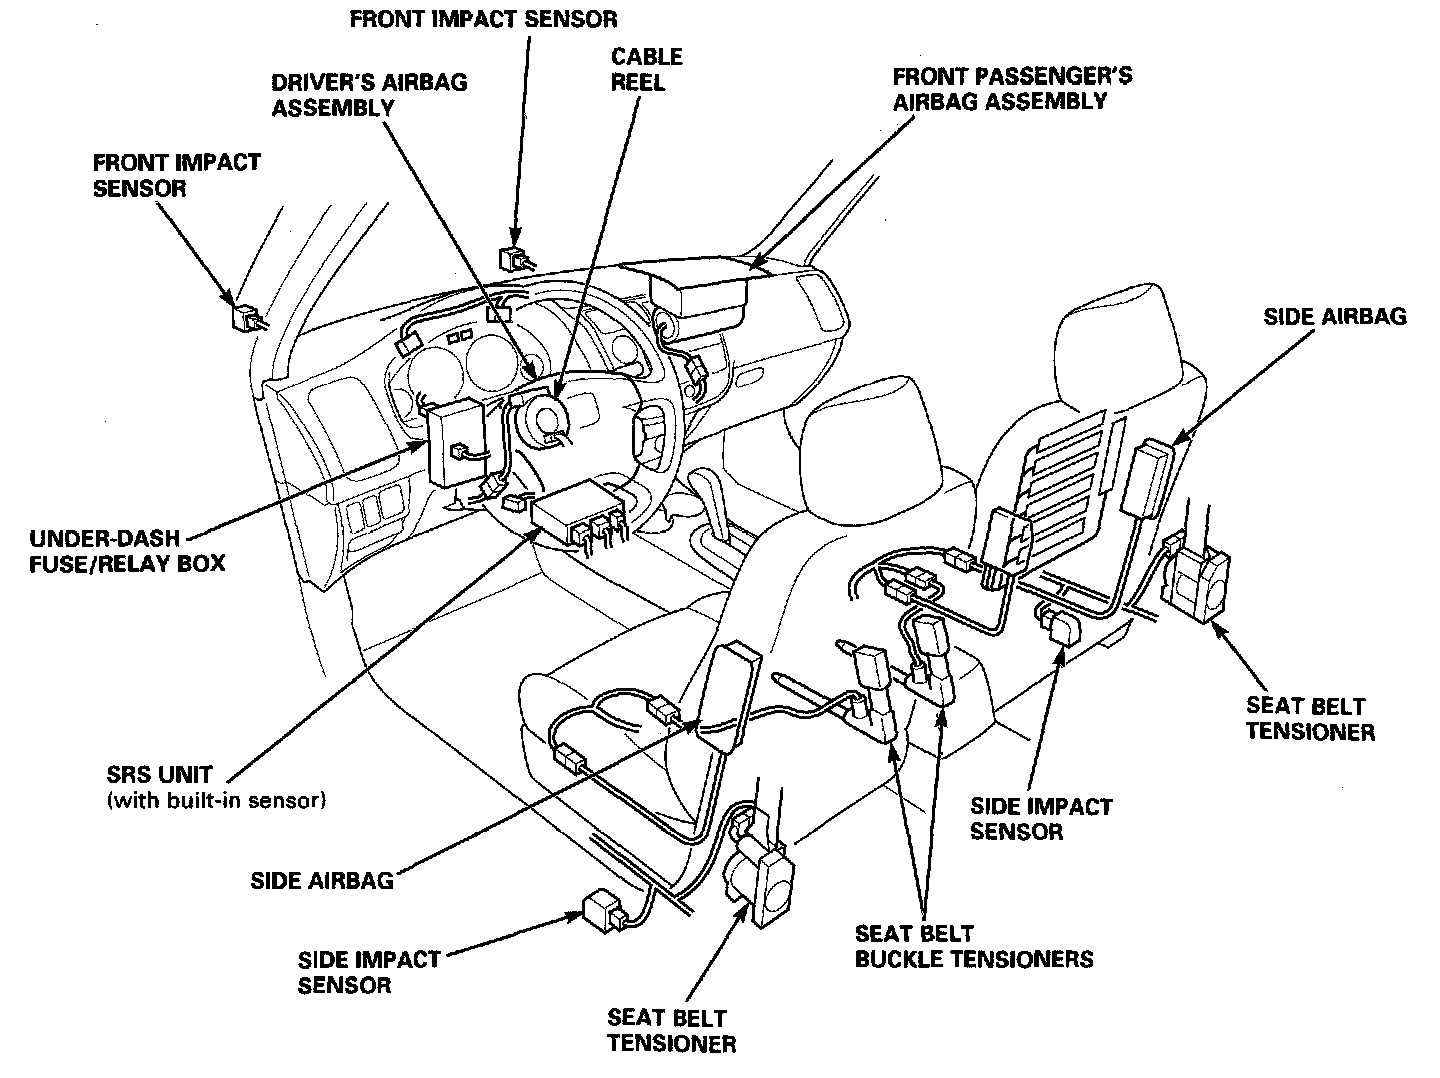 FRONT IMPACT SENSOR
CABLE
REEL
DRIVER'S AIRBAG
ASSEMBLY
FRONT PASSENGER'S
AIRBAG ASSEMBLY
FRONT IMPACT
SENSOR
SIDE AIRBAG
UNDER-DASH
FUSE/RELAY BOX
SEAT BELT
TENSIONER
SRS UNIT
(with built-in sensor)
SIDE IMPACT
SENSOR
SIDE AIRBAG
SEAT BELT
BUCKLE TENSIONERS
SIDE IMPACT
SENSOR
SEAT BELT
TENSIONER